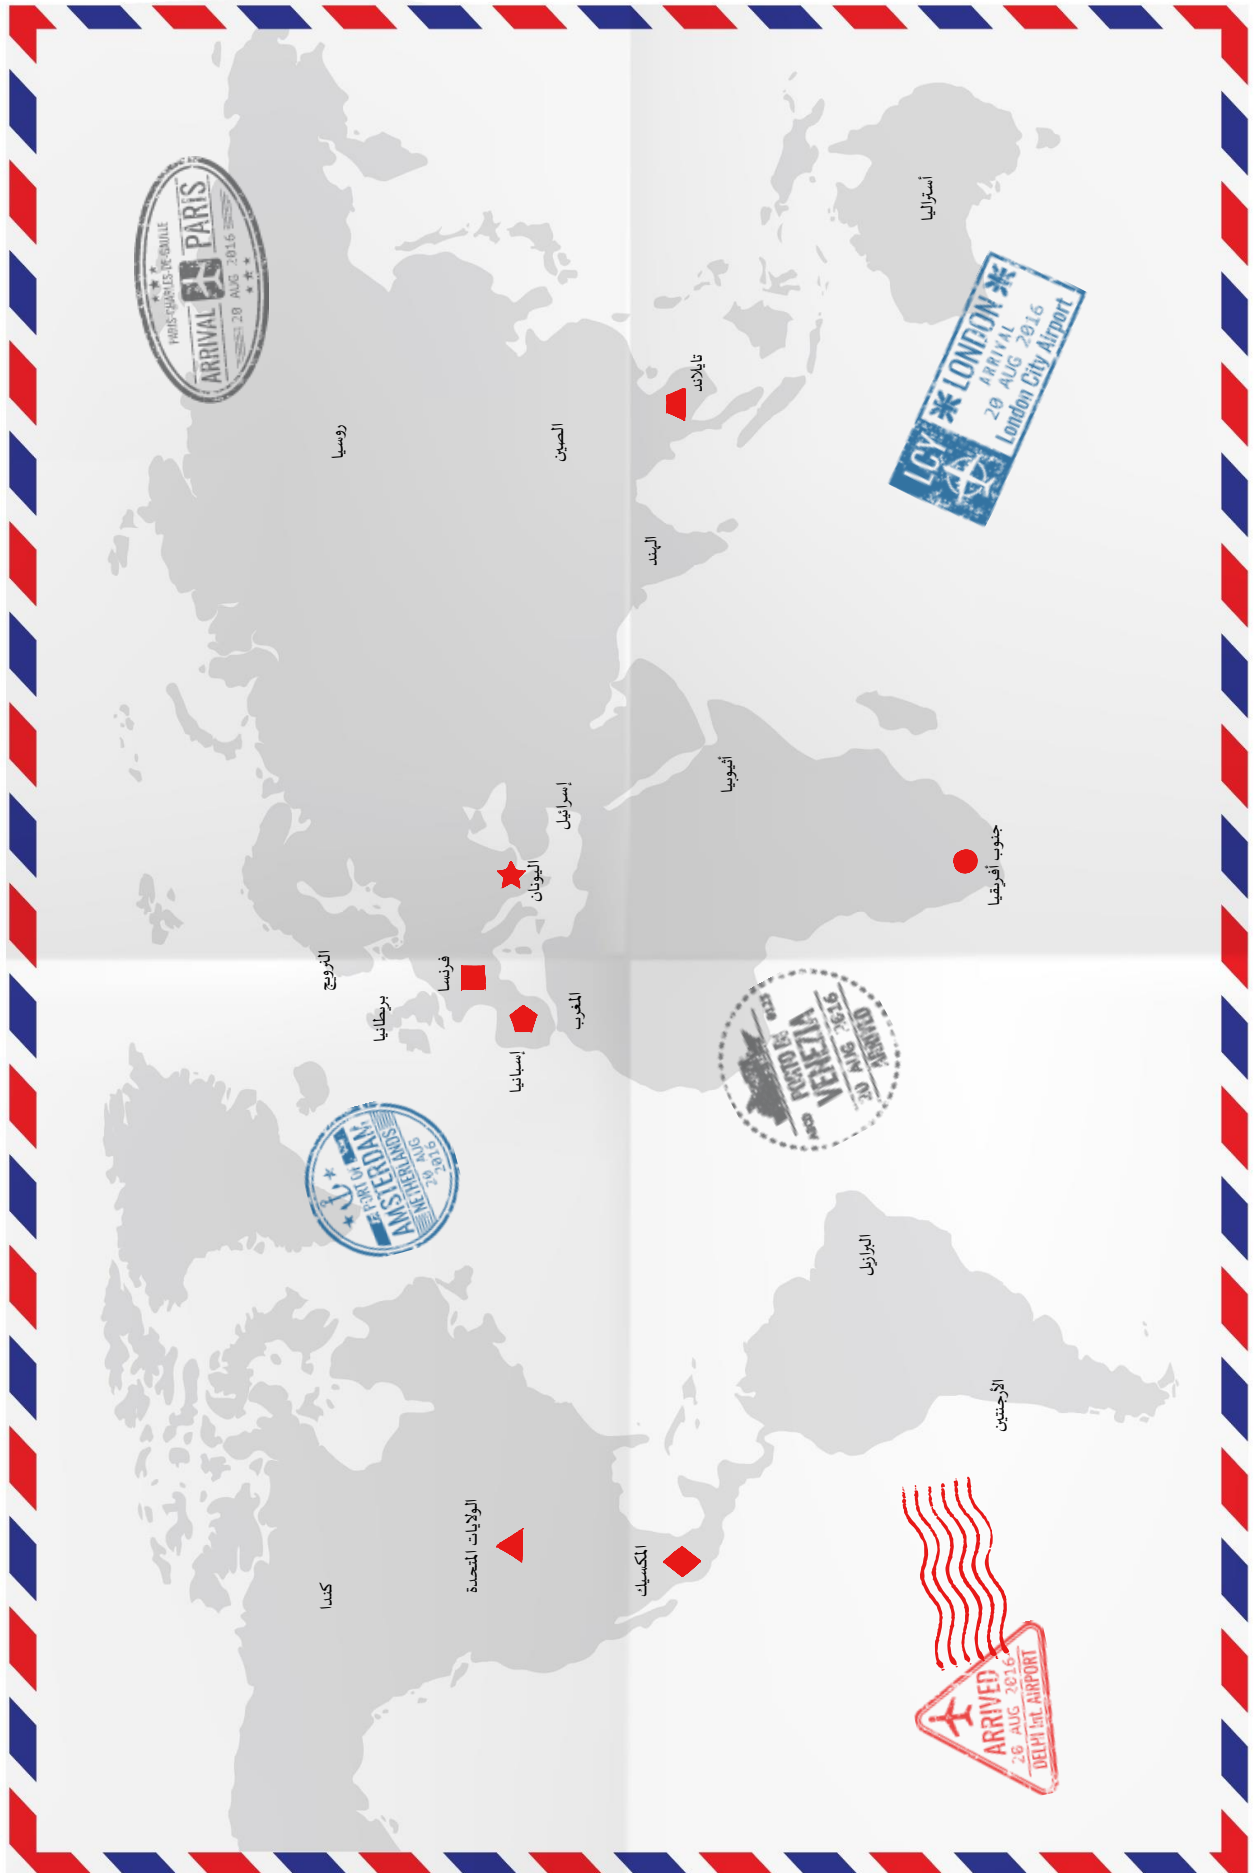 كندا
الولايات المتحدة
المكسيك
البرازيل
الأرجنتين
النرويج
بريطانيا
فرنسا
إسبانيا
المغرب
اليونان
إسرائيل
أثيوبيا
جنوب أفريقيا
روسيا
الصين
الهند
تايلاند
أستراليا
PARIS-CHARLES-DE-GAULLE
ARRIVAL PARIS
20 AUG 2016
LCY
LONDON
ARRIVAL
20 AUG 2016
London City Airport
PORT OF
AMSTERDAM
NETHERLANDS
20 AUG
2016
PORTO DI
VENEZIA
20 AUG 2016
ARRIVED
ARRIVED
20 AUG 2016
DELHI Int. AIRPORT